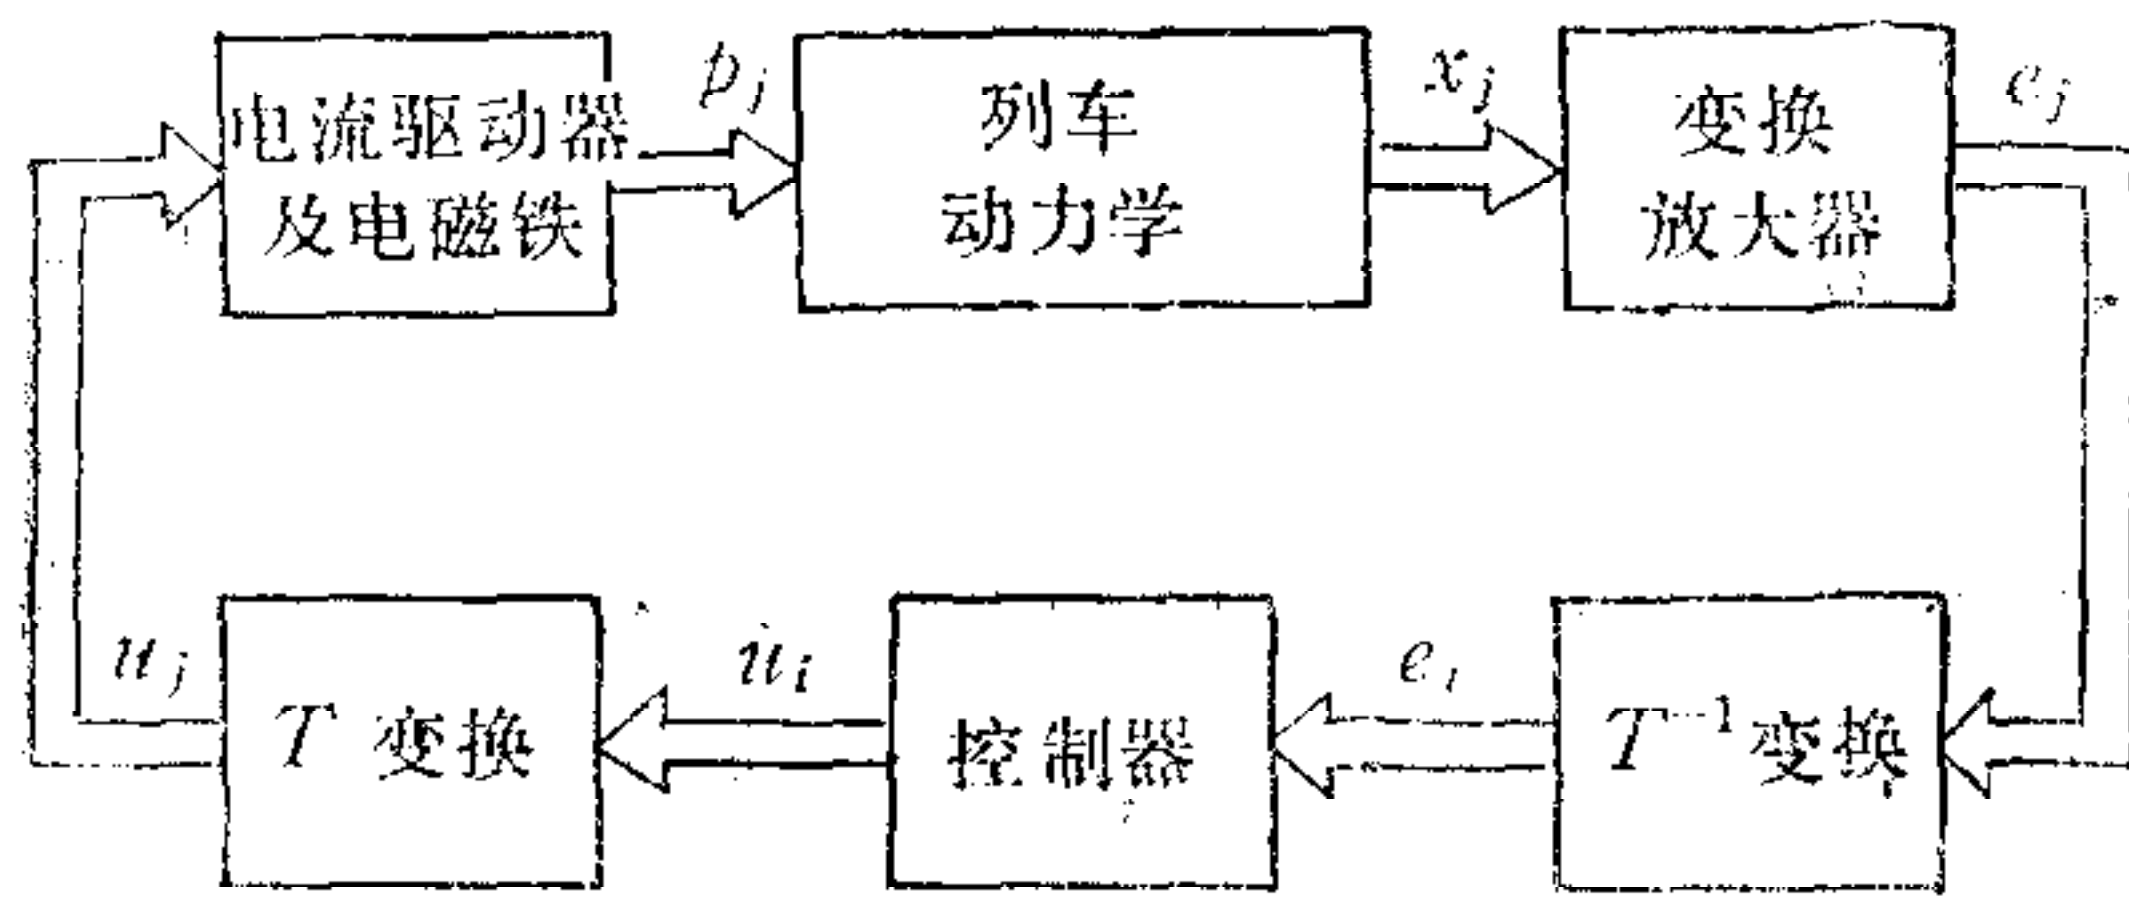 电流驱动器
及电磁铁
p_j
列车
动力学
x_j
变换
放大器
e_j
u_j
T 变换
u_i
控制器
e_i
T⁻¹变换